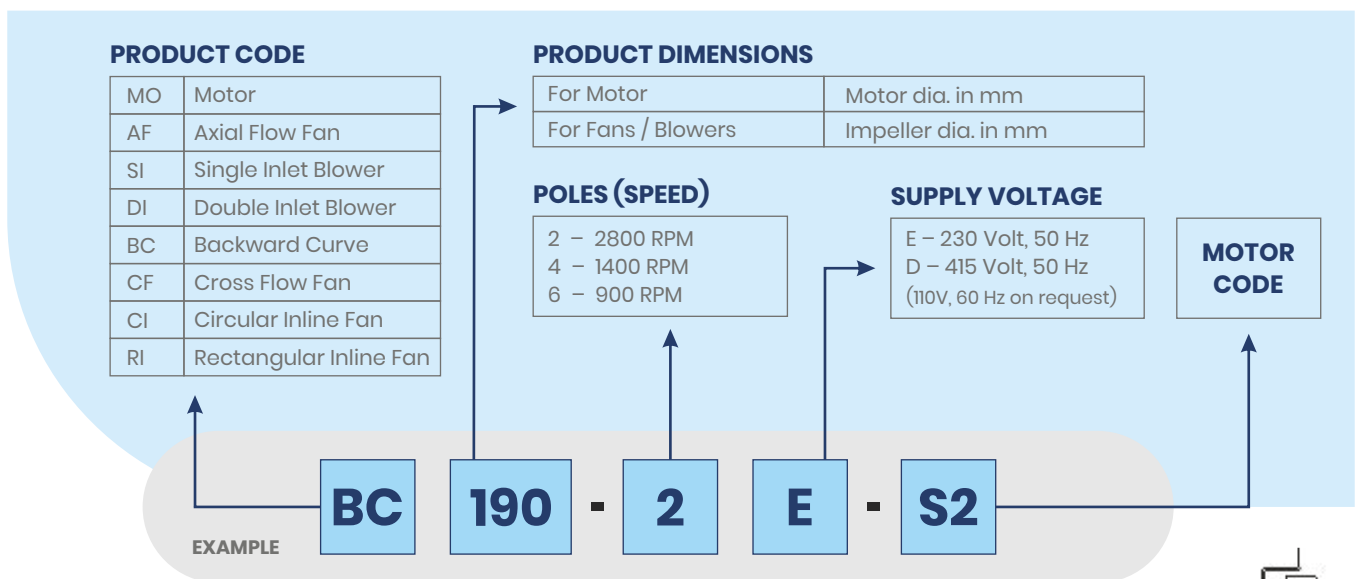 PRODUCT CODE
MO Motor
AF Axial Flow Fan
SI Single Inlet Blower
DI Double Inlet Blower
BC Backward Curve
CF Cross Flow Fan
CI Circular Inline Fan
RI Rectangular Inline Fan
PRODUCT DIMENSIONS
For Motor Motor dia. in mm
For Fans / Blowers Impeller dia. in mm
POLES (SPEED)
2 – 2800 RPM
4 – 1400 RPM
6 – 900 RPM
SUPPLY VOLTAGE
E – 230 Volt, 50 Hz
D – 415 Volt, 50 Hz
(110V, 60 Hz on request)
MOTOR
CODE
BC 190 - 2 E - S2
EXAMPLE